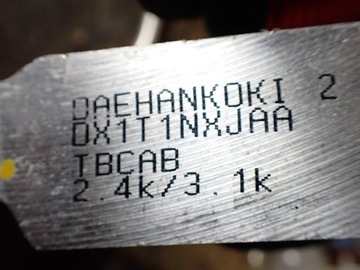 DAEHANKOKI 2
DX1T1NXJAA
TBCAB
2.4k/3.1k